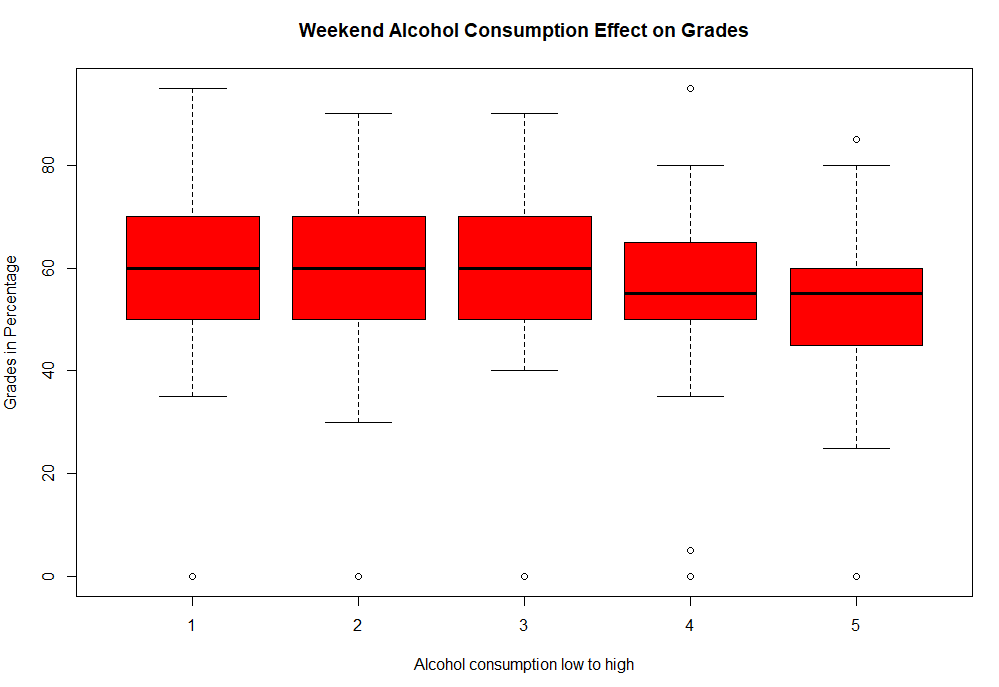 Weekend Alcohol Consumption Effect on Grades
Grades in Percentage
80
60
40
20
0
1 2 3 4 5
Alcohol consumption low to high